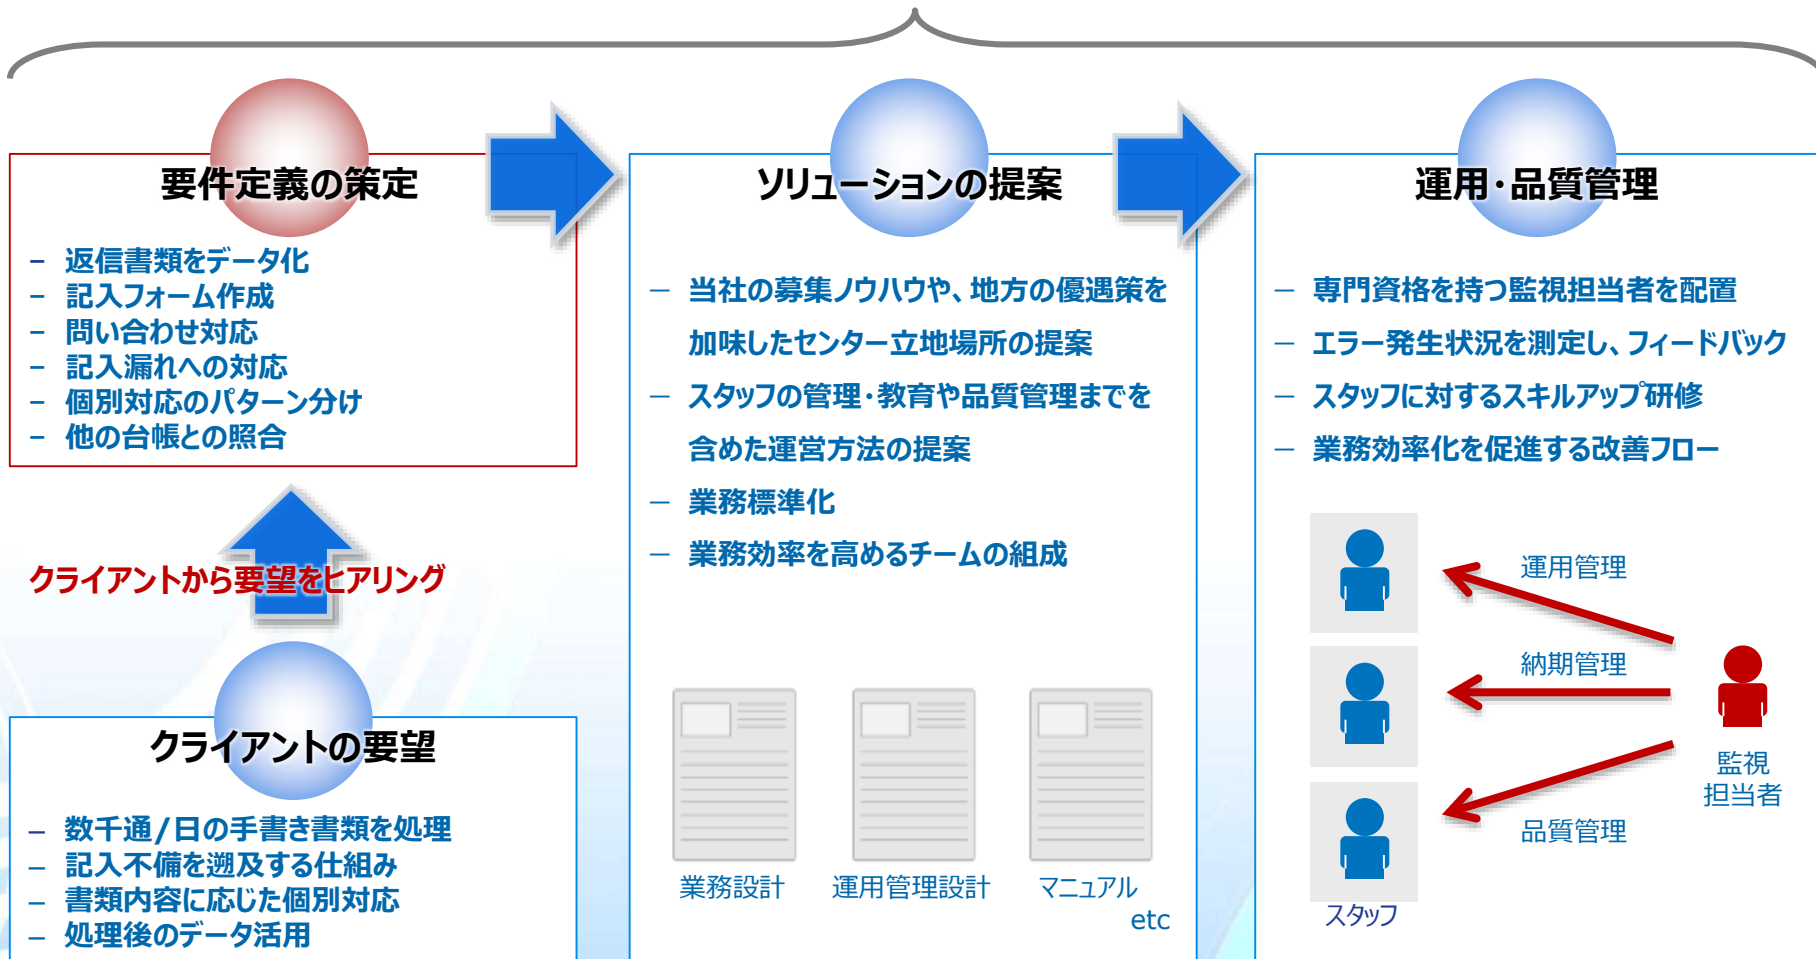 要件定義の策定
− 返信書類をデータ化
− 記入フォーム作成
− 問い合わせ対応
− 記入漏れへの対応
− 個別対応のパターン分け
− 他の台帳との照合
クライアントから要望をヒアリング
クライアントの要望
− 数千通/日の手書き書類を処理
− 記入不備を遡及する仕組み
− 書類内容に応じた個別対応
− 処理後のデータ活用
ソリューションの提案
− 当社の募集ノウハウや、地方の優遇策を
加味したセンター立地場所の提案
− スタッフの管理・教育や品質管理までを
含めた運営方法の提案
− 業務標準化
− 業務効率を高めるチームの組成
業務設計
運用管理設計
マニュアル
etc
運用・品質管理
− 専門資格を持つ監視担当者を配置
− エラー発生状況を測定し、フィードバック
− スタッフに対するスキルアップ研修
− 業務効率化を促進する改善フロー
運用管理
納期管理
品質管理
監視
担当者
スタッフ